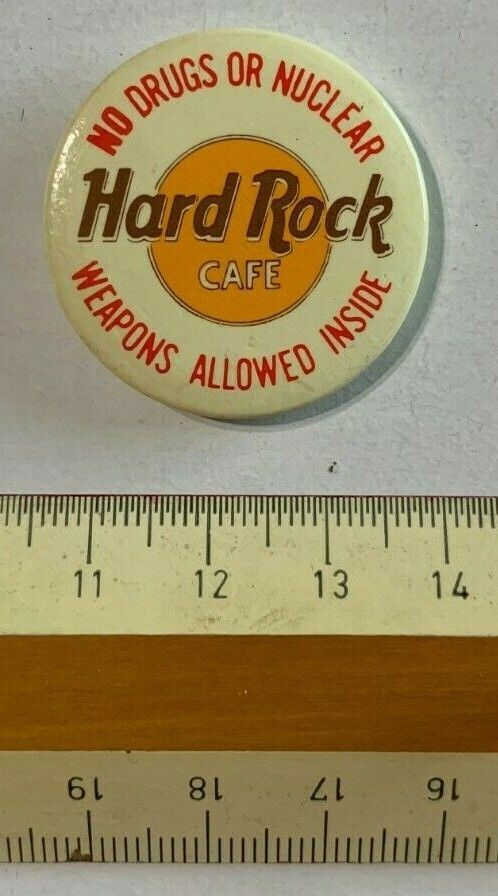 NO DRUGS OR NUCLEAR
Hard Rock
CAFE
WEAPONS ALLOWED INSIDE
11 12 13 14
19 18 17 16